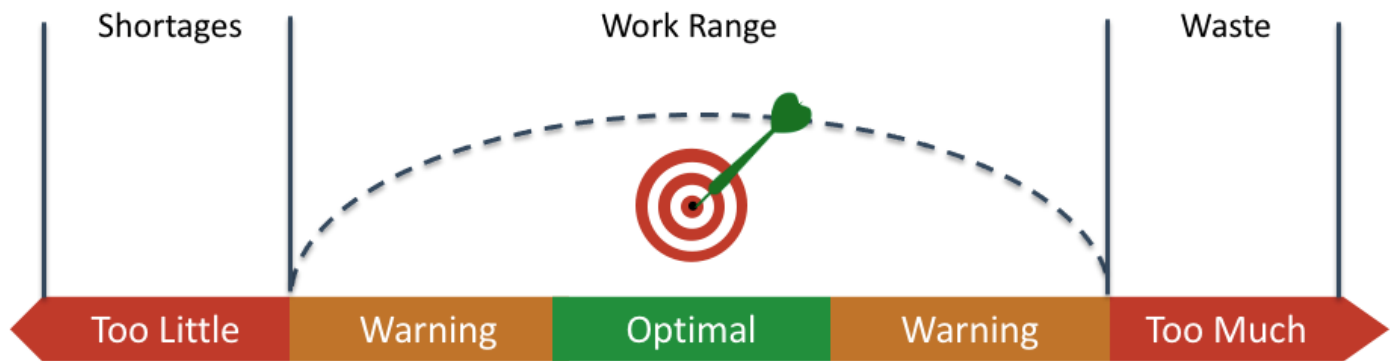 Shortages
Work Range
Waste
Too Little
Warning
Optimal
Warning
Too Much